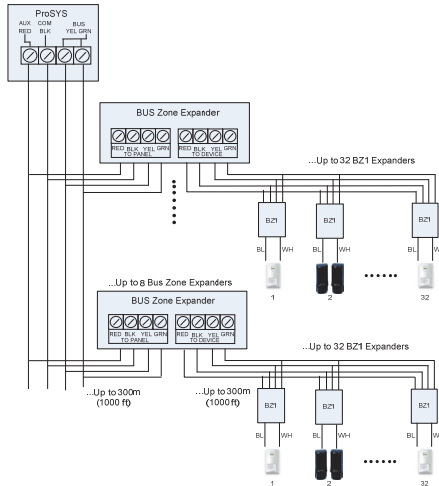 ProSYS
AUX COM BUS
RED BLK YEL GRN
BUS Zone Expander
RED BLK YEL GRN RED BLK YEL GRN
TO PANEL TO DEVICE
...Up to 32 BZ1 Expanders
BZ1 BZ1 BZ1
BL WH BL WH BL
1 2 32
...Up to 8 Bus Zone Expanders
BUS Zone Expander
RED BLK YEL GRN RED BLK YEL GRN
TO PANEL TO DEVICE
...Up to 32 BZ1 Expanders
...Up to 300m ...Up to 300m
(1000 ft) (1000 ft)
BZ1 BZ1 BZ1
BL WH BL WH BL
1 2 32